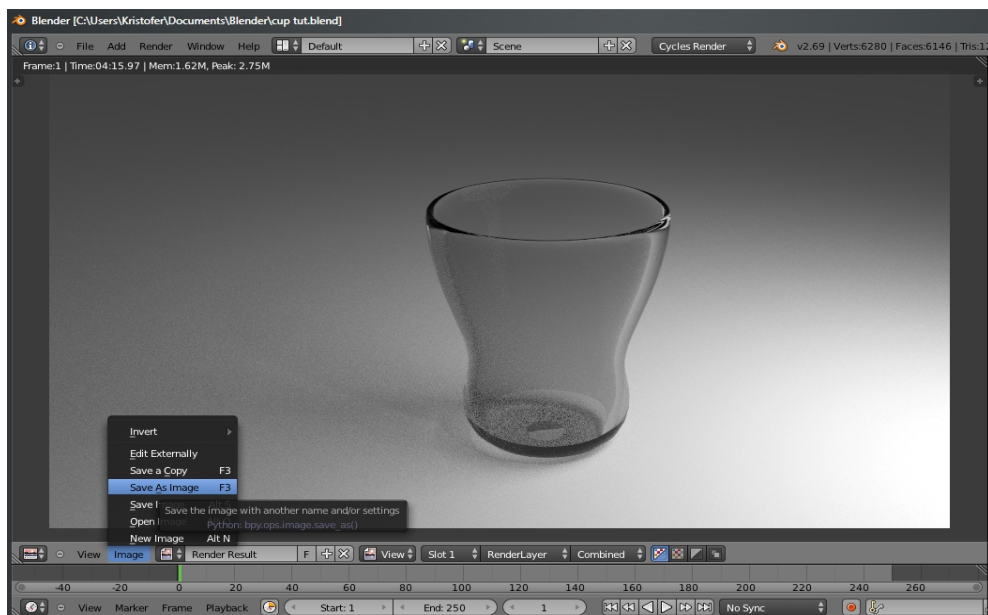 Blender [C:\Users\Kristofer\Documents\Blender\cup tut.blend]
File Add Render Window Help Default Scene Cycles Render v2.69 | Verts:6280 | Faces:6146 | Tris:12
Frame:1 | Time:04:15.97 | Mem:1.62M, Peak: 2.75M
Invert
Edit Externally
Save a Copy F3
Save As Image F3
Save
Save the image with another name and/or settings
Open
Python: bpy.ops.image.save_as()
New Image Alt N
View Image Render Result F View Slot 1 RenderLayer Combined
-40 -20 0 20 40 60 80 100 120 140 160 180 200 220 240 260
View Marker Frame Playback Start: 1 End: 250 1 No Sync